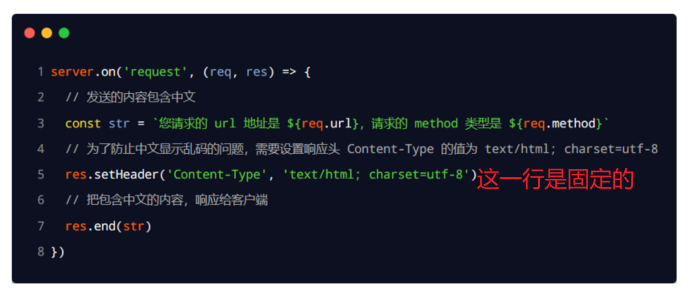 1 server.on('request', (req, res) => {
2 // 发送的内容包含中文
3 const str = `您请求的 url 地址是 ${req.url}，请求的 method 类型是 ${req.method}`
4 // 为了防止中文显示乱码的问题，需要设置响应头 Content-Type 的值为 text/html; charset=utf-8
5 res.setHeader('Content-Type', 'text/html; charset=utf-8') 这一行是固定的
6 // 把包含中文的内容，响应给客户端
7 res.end(str)
8 })